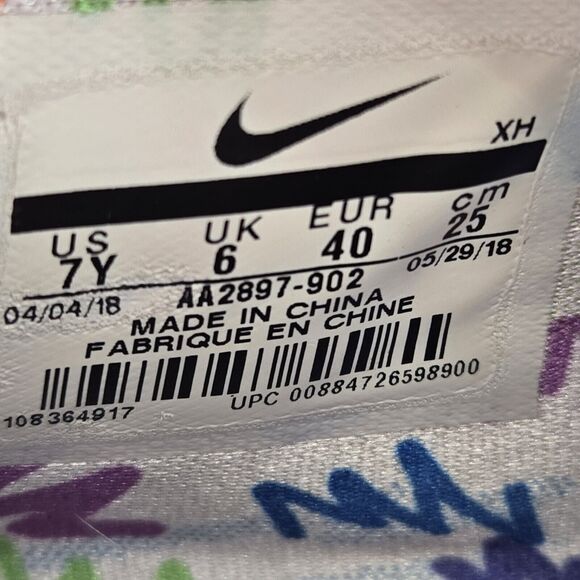 XH
US UK EUR cm
7Y 6 40 25
04/04/18 AA2897-902 05/29/18
MADE IN CHINA
FABRIQUE EN CHINE
108364917 UPC 00884726598900